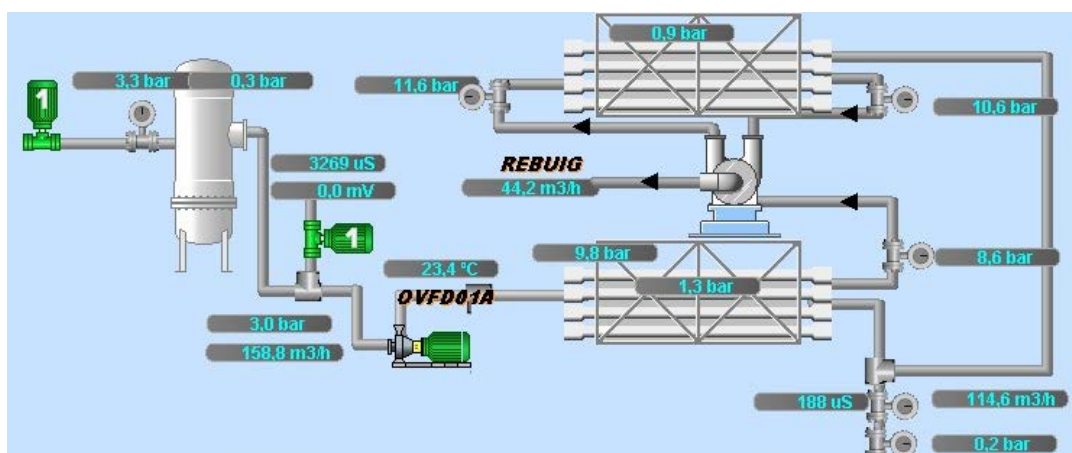 0,9 bar
3,3 bar
0,3 bar
11,6 bar
10,6 bar
1
3269 uS
REBUIG
0,0 mV
44,2 m3/h
1
9,8 bar
8,6 bar
23,4 ºC
1,3 bar
OVFD01A
3,0 bar
158,8 m3/h
188 uS
114,6 m3/h
0,2 bar